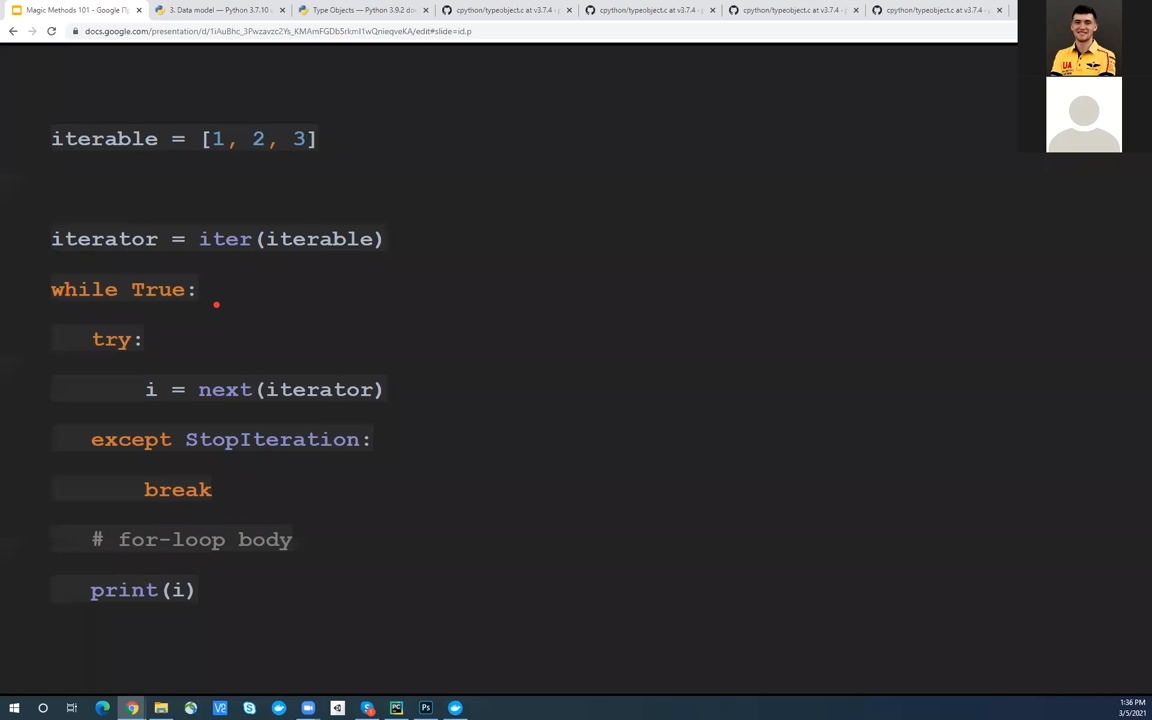 Magic Methods 101 - Google П
3. Data model — Python 3.7.10
Type Objects — Python 3.9.2 do
cpython/typeobject.c at v3.7.4 · p
cpython/typeobject.c at v3.7.4 · p
cpython/typeobject.c at v3.7.4 · p
cpython/typeobject.c at v3.7.4 · p
iterable = [1, 2, 3]
iterator = iter(iterable)
while True:
try:
i = next(iterator)
except StopIteration:
break
# for-loop body
print(i)
UA
1:36 PM
3/5/2021